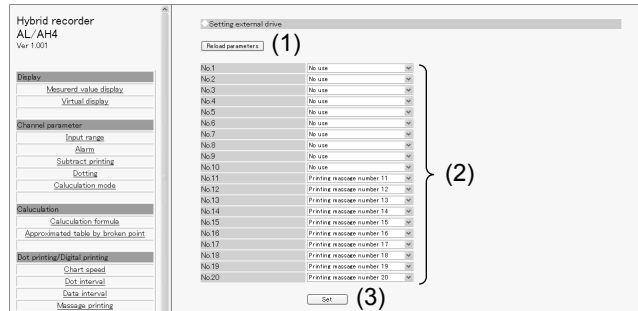 Hybrid recorder
AL/AH4
Ver 1.001
Display
Mesurerd value display
Virtual display
Channel parameter
Input range
Alarm
Subtract printing
Dotting
Caluculation mode
Caluculation
Caluculation formula
Approximated table by broken point
Dot printing/Digital printing
Chart speed
Dot interval
Data interval
Massage printing
Setting external drive
Reload parameters (1)
No.1 No use
No.2 No use
No.3 No use
No.4 No use
No.5 No use
No.6 No use
No.7 No use
No.8 No use
No.9 No use
No.10 No use
No.11 Printing massage number 11
No.12 Printing massage number 12
No.13 Printing massage number 13
No.14 Printing massage number 14
No.15 Printing massage number 15
No.16 Printing massage number 16
No.17 Printing massage number 17
No.18 Printing massage number 18
No.19 Printing massage number 19
No.20 Printing massage number 20
(2)
Set (3)